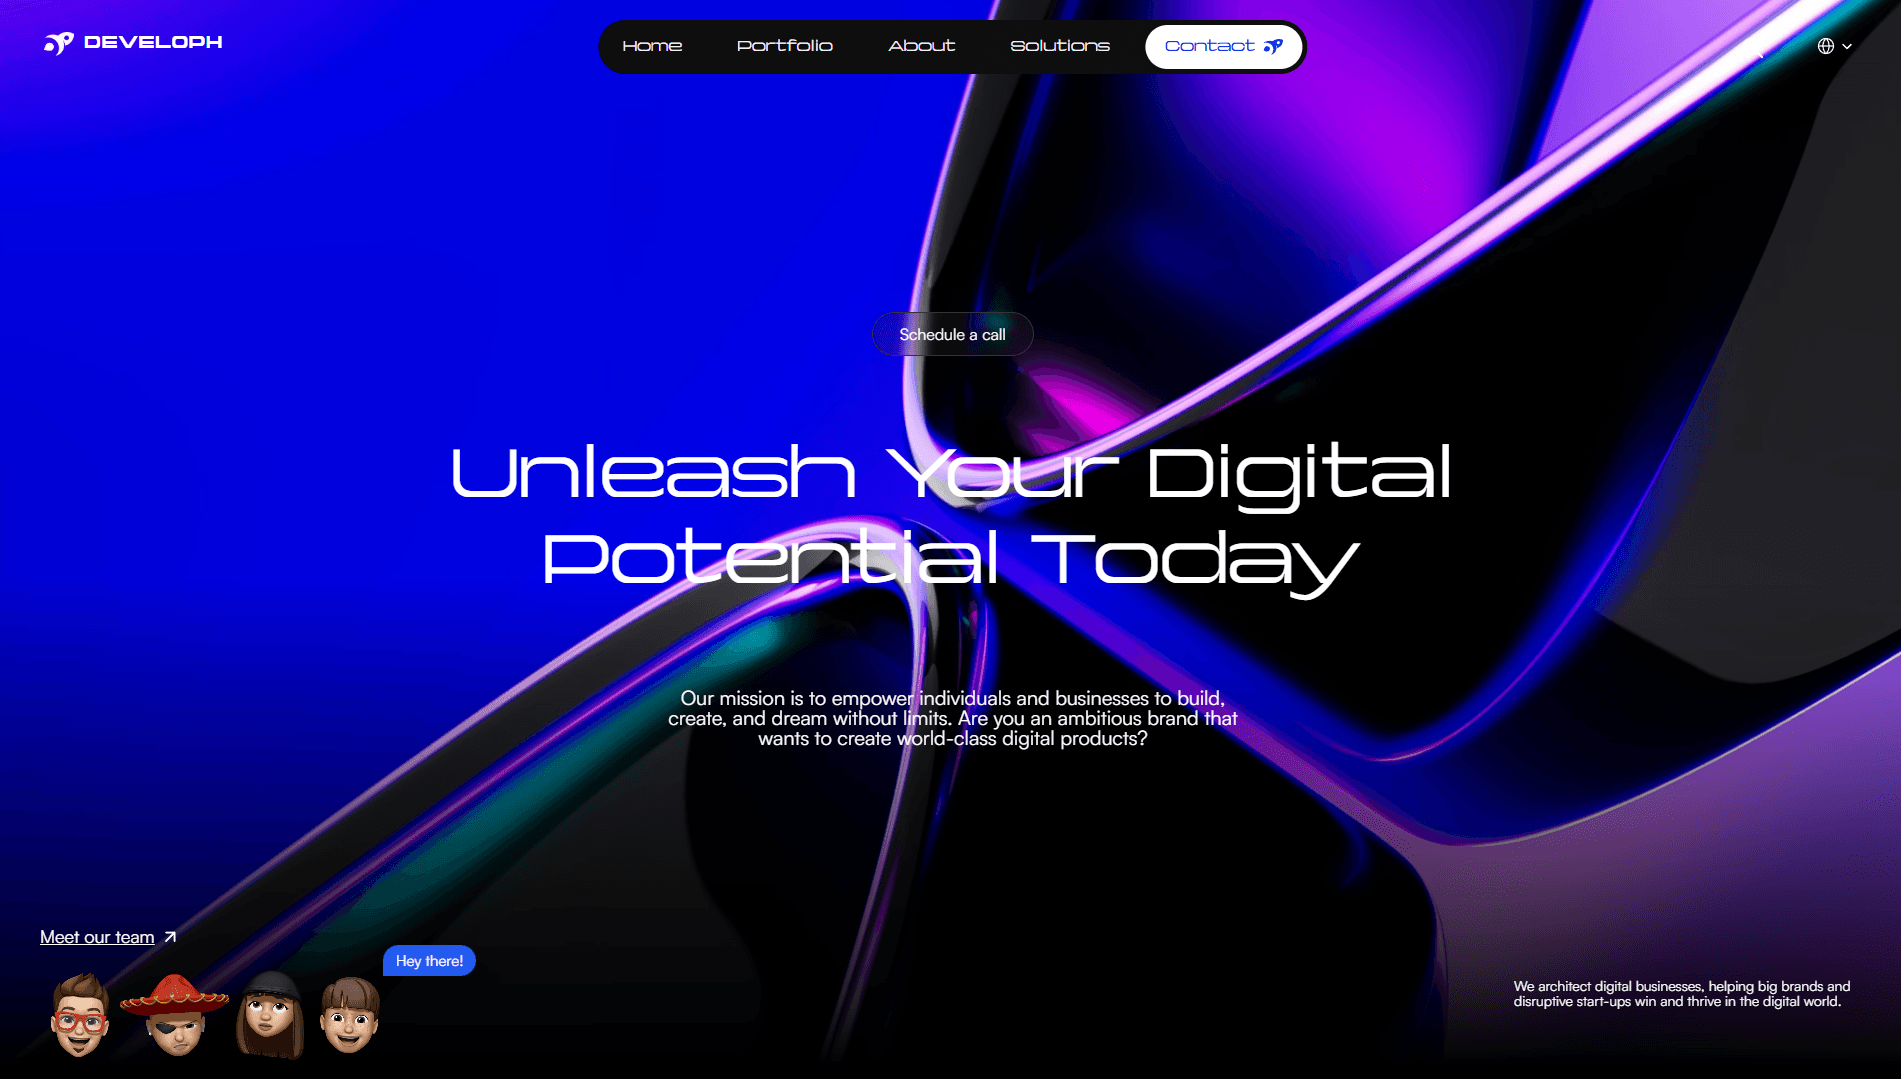 DEVELOPH
Home
Portfolio
About
Solutions
Contact
Schedule a call
Unleash Your Digital
Potential Today
Our mission is to empower individuals and businesses to build,
create, and dream without limits. Are you an ambitious brand that
wants to create world-class digital products?
Meet our team
Hey there!
We architect digital businesses, helping big brands and
disruptive start-ups win and thrive in the digital world.